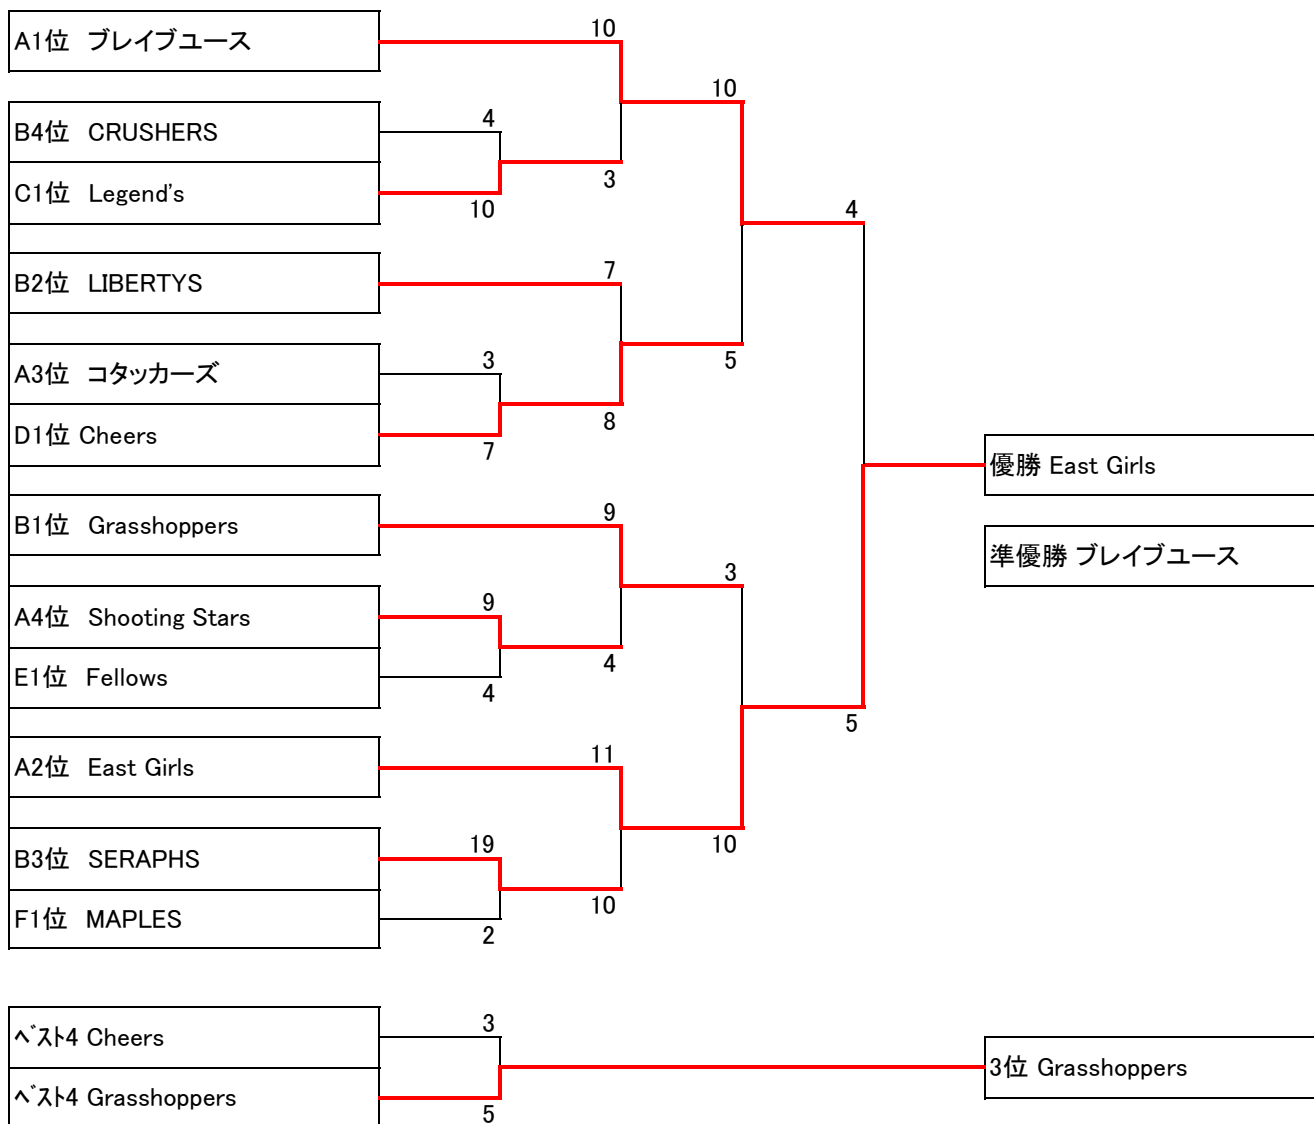 A1位 ブレイブユース
10
10
B4位 CRUSHERS
4
C1位 Legend's
10
3
4
B2位 LIBERTYS
7
A3位 コタッカーズ
3
5
D1位 Cheers
7
8
優勝 East Girls
B1位 Grasshoppers
9
準優勝 ブレイブユース
3
A4位 Shooting Stars
9
E1位 Fellows
4
4
5
A2位 East Girls
11
B3位 SERAPHS
19
10
F1位 MAPLES
2
10
ベスト4 Cheers
3
3位 Grasshoppers
ベスト4 Grasshoppers
5